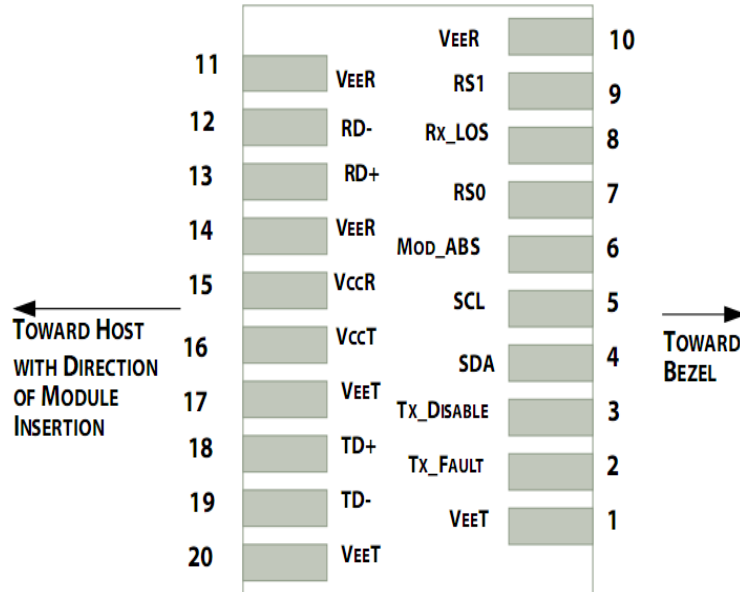 VEER 10
11 VEER
RS1 9
12 RD-
RX_LOS 8
13 RD+
RS0 7
14 VEER
MOD_ABS 6
15 VCCR
SCL 5
TOWARD HOST
WITH DIRECTION
OF MODULE
INSERTION
16 VCCT
TOWARD
BEZEL
SDA 4
17 VEET
TX_DISABLE 3
18 TD+
TX_FAULT 2
19 TD-
VEET 1
20 VEET